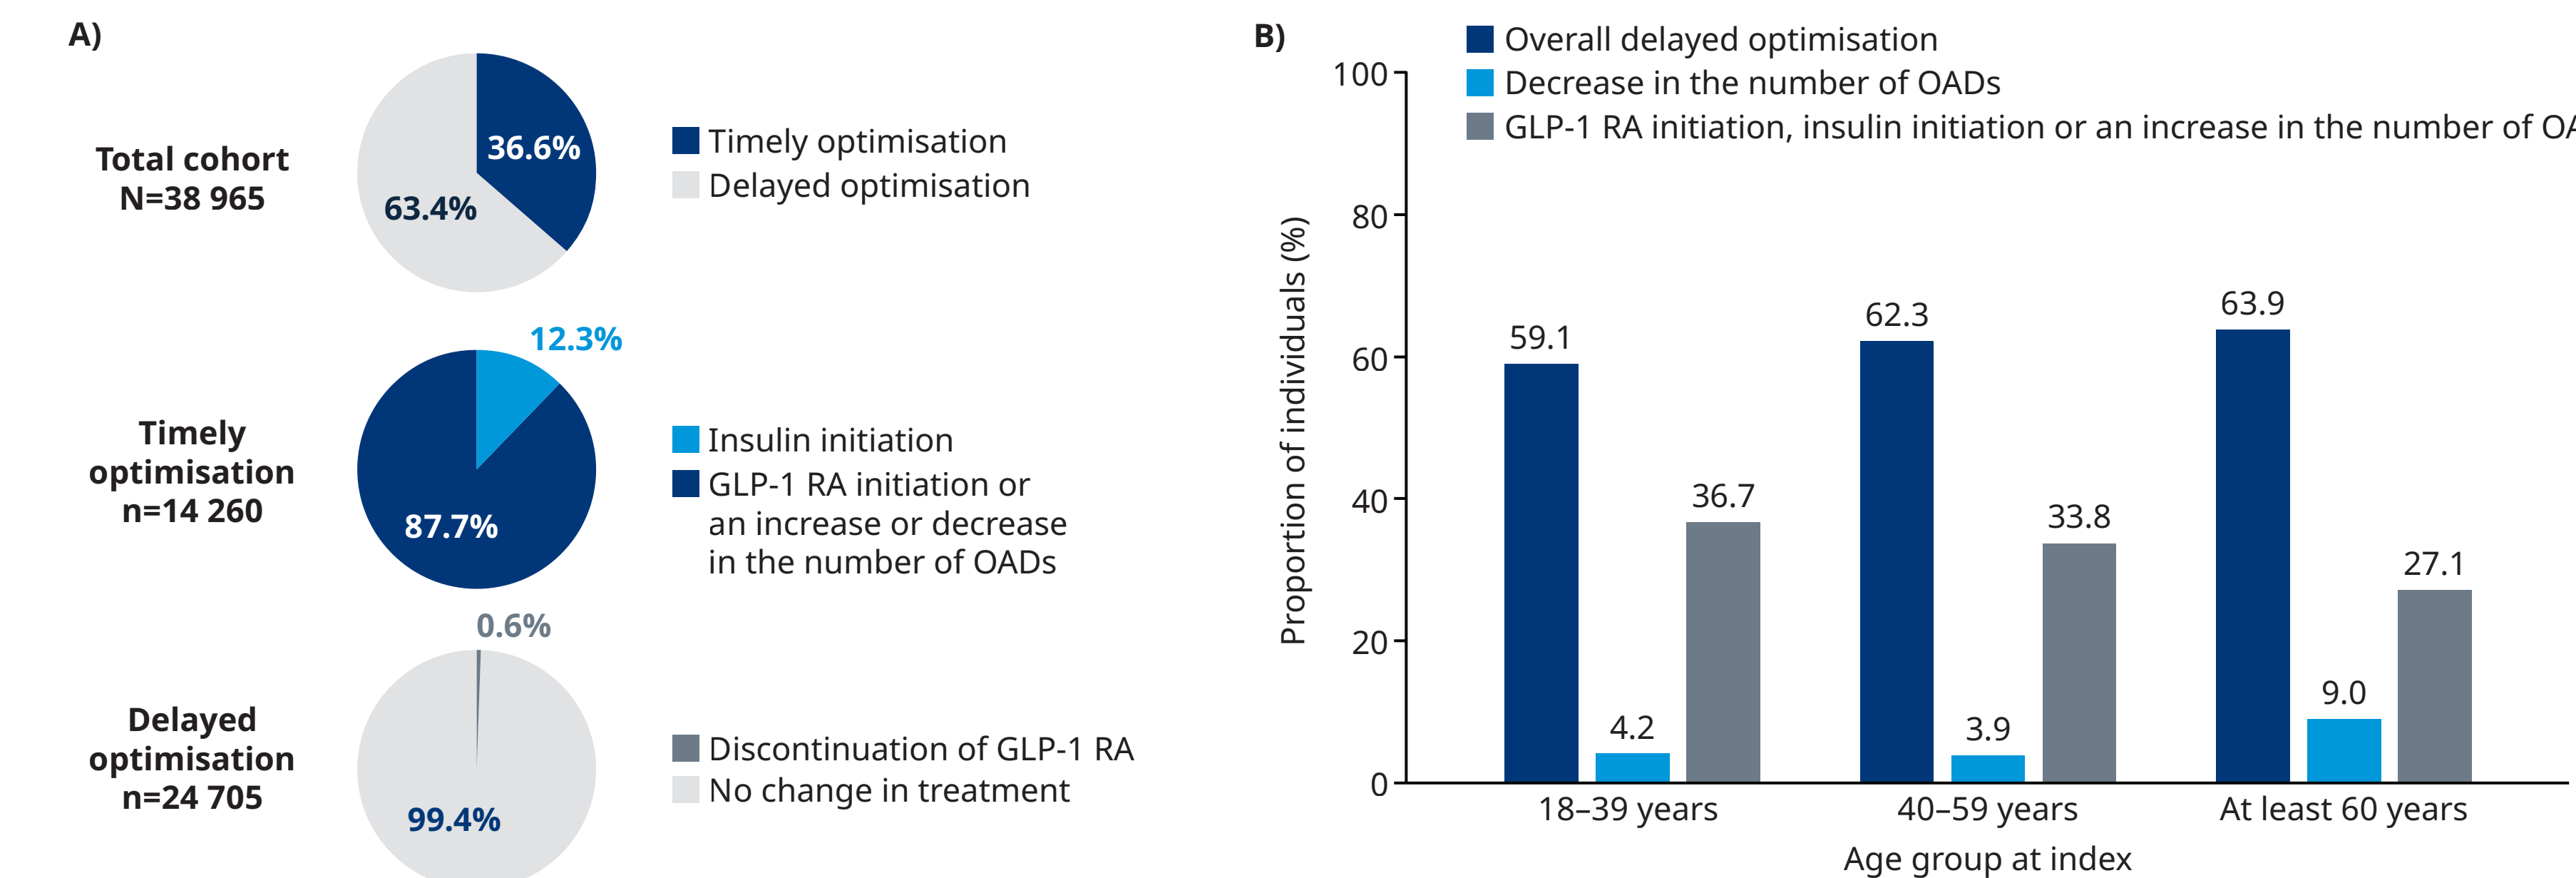 A)
Total cohort
N=38 965
36.6%
63.4%
Timely optimisation
Delayed optimisation
Timely
optimisation
n=14 260
12.3%
87.7%
Insulin initiation
GLP-1 RA initiation or
an increase or decrease
in the number of OADs
Delayed
optimisation
n=24 705
0.6%
99.4%
Discontinuation of GLP-1 RA
No change in treatment
B)
Overall delayed optimisation
Decrease in the number of OADs
GLP-1 RA initiation, insulin initiation or an increase in the number of
Proportion of individuals (%)
100
80
60
40
20
0
59.1
4.2
36.7
62.3
3.9
33.8
63.9
9.0
27.1
18–39 years
40–59 years
At least 60 years
Age group at index